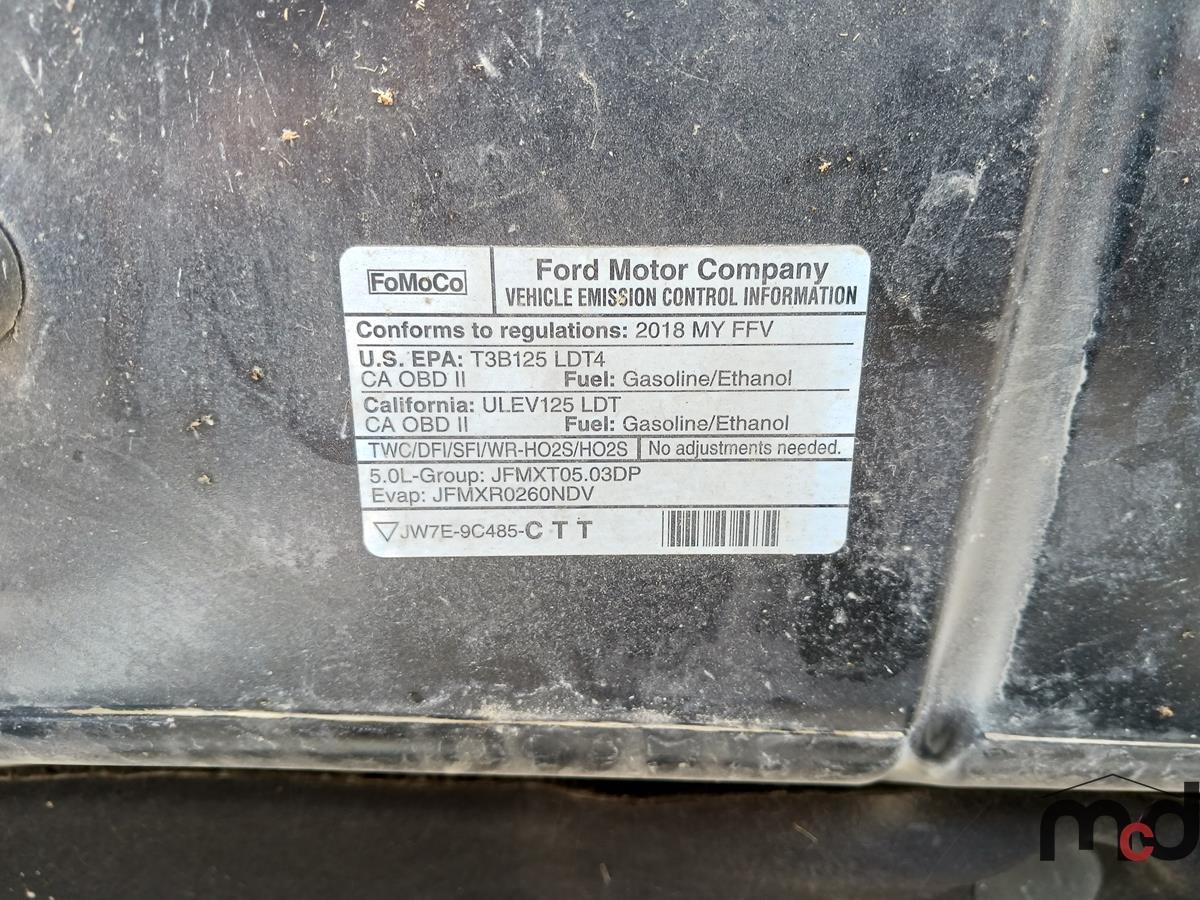 FoMoCo
Ford Motor Company
VEHICLE EMISSION CONTROL INFORMATION
Conforms to regulations: 2018 MY FFV
U.S. EPA: T3B125 LDT4
CA OBD II Fuel: Gasoline/Ethanol
California: ULEV125 LDT
CA OBD II Fuel: Gasoline/Ethanol
TWC/DFI/SFI/WR-HO2S/HO2S No adjustments needed.
5.0L-Group: JFMXT05.03DP
Evap: JFMXR0260NDV
JW7E-9C485-CTT
mcd